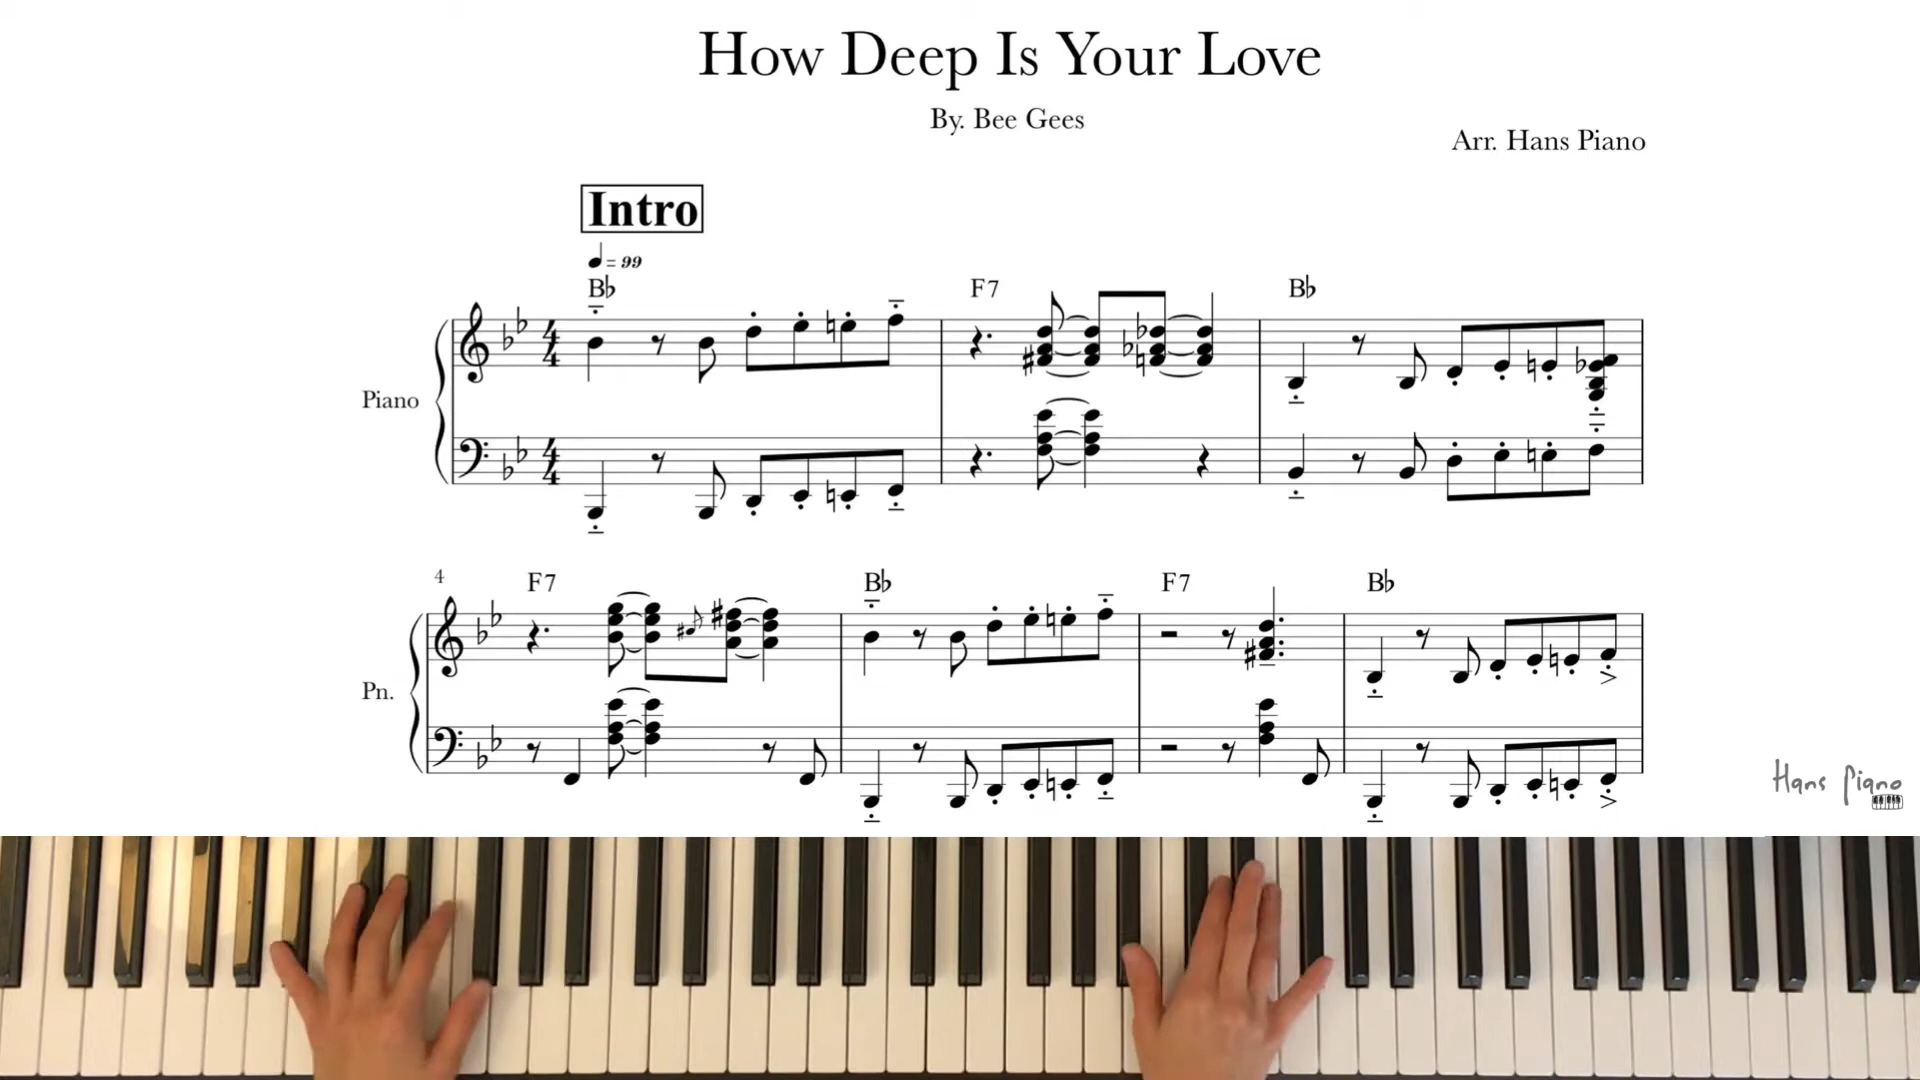 How Deep Is Your Love
By. Bee Gees
Arr. Hans Piano
Intro
= 99
B♭ F7 B♭
Piano
4 F7 B♭ F7 B♭
Pn.
Hans Piano